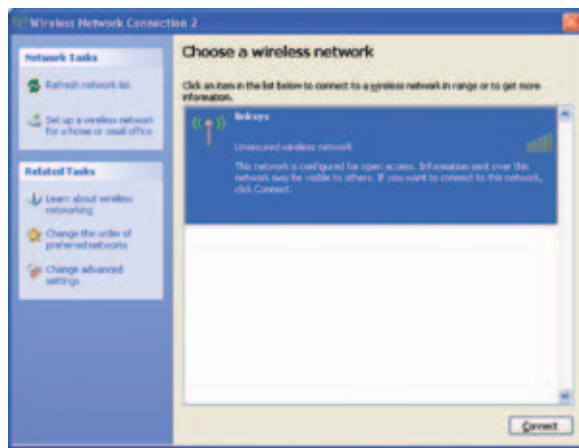 Wireless Network Connection 2
Network Tasks
Refresh network list
Set up a wireless network
for a home or small office
Related Tasks
Learn about wireless
networking
Change the order of
preferred networks
Change advanced
settings
Choose a wireless network
Click an item in the list below to connect to a wireless network in range or to get more
information.
linksys
Unsecured wireless network
This network is configured for open access. Information sent over this
network may be visible to others. If you want to connect to this network,
click Connect.
Connect